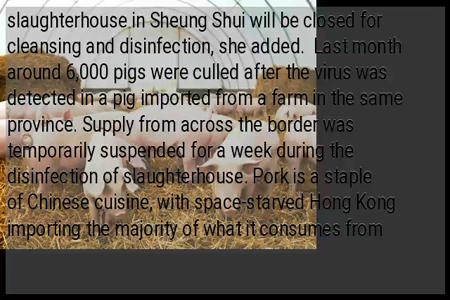 slaughterhouse in Sheung Shui will be closed for
cleansing and disinfection, she added.  Last month
around 6,000 pigs were culled after the virus was
detected in a pig imported from a farm in the same
province. Supply from across the border was
temporarily suspended for a week during the
disinfection of slaughterhouse. Pork is a staple
of Chinese cuisine, with space-starved Hong Kong
importing the majority of what it consumes from